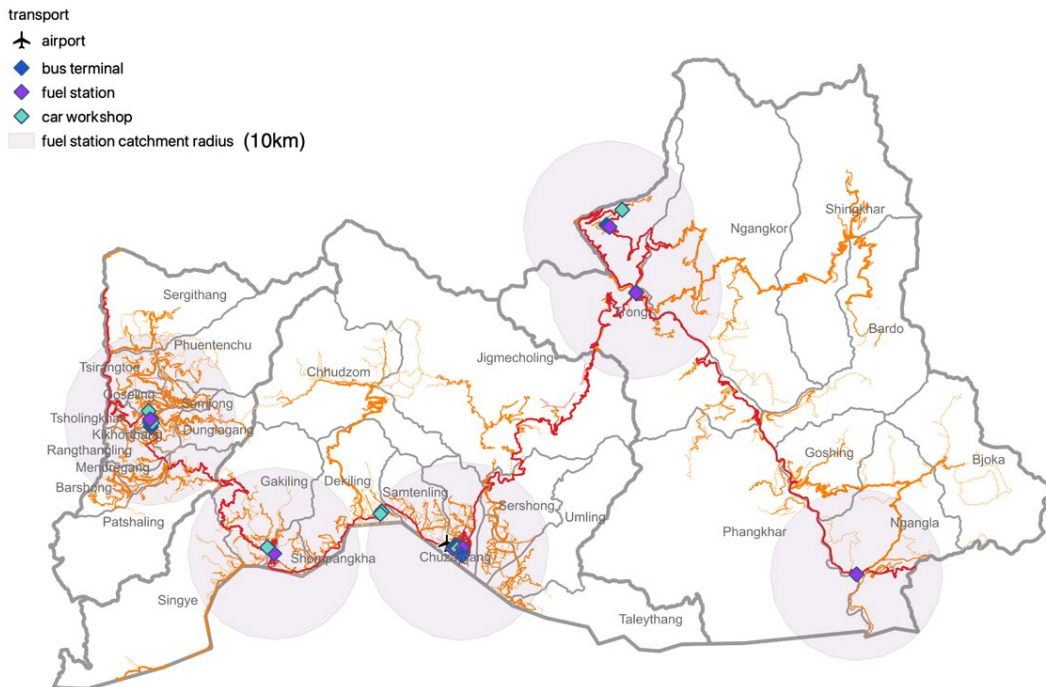 transport
airport
bus terminal
fuel station
car workshop
fuel station catchment radius (10km)
Shingkhar
Ngangkor
Sergithang
Trong
Bardo
Phuentenchu
Jigmecholing
Tsirangtoe
Chhudzom
Goseling
Semjong
Tsholingkhar
Kikhorthang
Dunglagang
Rangthangling
Goshing
Bjoka
Mendregang
Gakiling
Dekiling
Samtenling
Barshong
Sershong
Umling
Patshaling
Phangkhar
Ngangla
Shompangkha
Singye
Taleythang